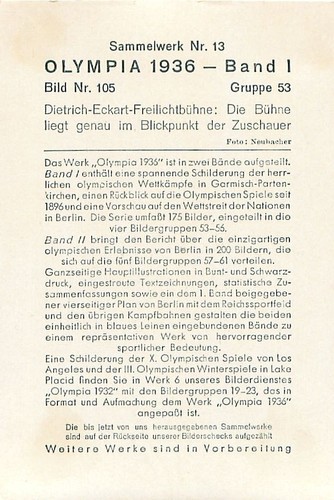 Sammelwerk Nr. 13
OLYMPIA 1936 – Band I
Bild Nr. 105 Gruppe 53
Dietrich-Eckart-Freilichtbühne: Die Bühne
liegt genau im Blickpunkt der Zuschauer
Foto: Neubacher
Das Werk „Olympia 1936" ist in zwei Bände aufgeteilt.
Band I enthält eine spannende Schilderung der herr-
lichen olympischen Wettkämpfe in Garmisch-Parten-
kirchen, einen Rückblick auf die Olympischen Spiele seit
1896 und eine Vorschau auf den Weltstreit der Nationen
in Berlin. Die Serie umfaßt 175 Bilder, eingeteilt in die
vier Bildergruppen 53–55.
Band II bringt den Bericht über die einzigartigen
olympischen Erlebnisse von Berlin in 200 Bildern, die
sich auf die fünf Bildergruppen 57–61 verteilen.
Ganzseitige Hauptillustrationen in Bunt- und Schwarz-
druck, eingestreute Textzeichnungen, statistische Zu-
sammenfassungen sowie ein dem I. Band beigegebe-
ner vierseitiger Plan von Berlin mit dem Reichssportfeld
und den übrigen Kampfbahnen gestalten die beiden
einheitlich in blaues Leinen eingebundenen Bände zu
einem repräsentativen Werk von hervorragender
sportlicher Bedeutung.
Eine Schilderung der X. Olympischen Spiele von Los
Angeles und der III. Olympischen Winterspiele in Lake
Placid finden Sie in Werk 6 unseres Bilderdienstes
„Olympia 1932" mit den Bildergruppen 19–23, das in
Format und Aufmachung dem Werk „Olympia 1936"
angepaßt ist.
Die bis jetzt von uns herausgegebenen Sammelwerke
sind auf der Rückseite unserer Bilderschecks aufgezählt
Weitere Werke sind in Vorbereitung